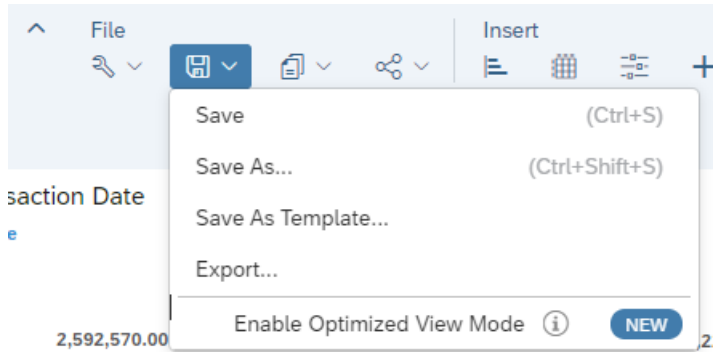 File
Insert
Save (Ctrl+S)
Save As... (Ctrl+Shift+S)
saction Date
Save As Template...
e
Export...
Enable Optimized View Mode NEW
2,592,570.00
,2